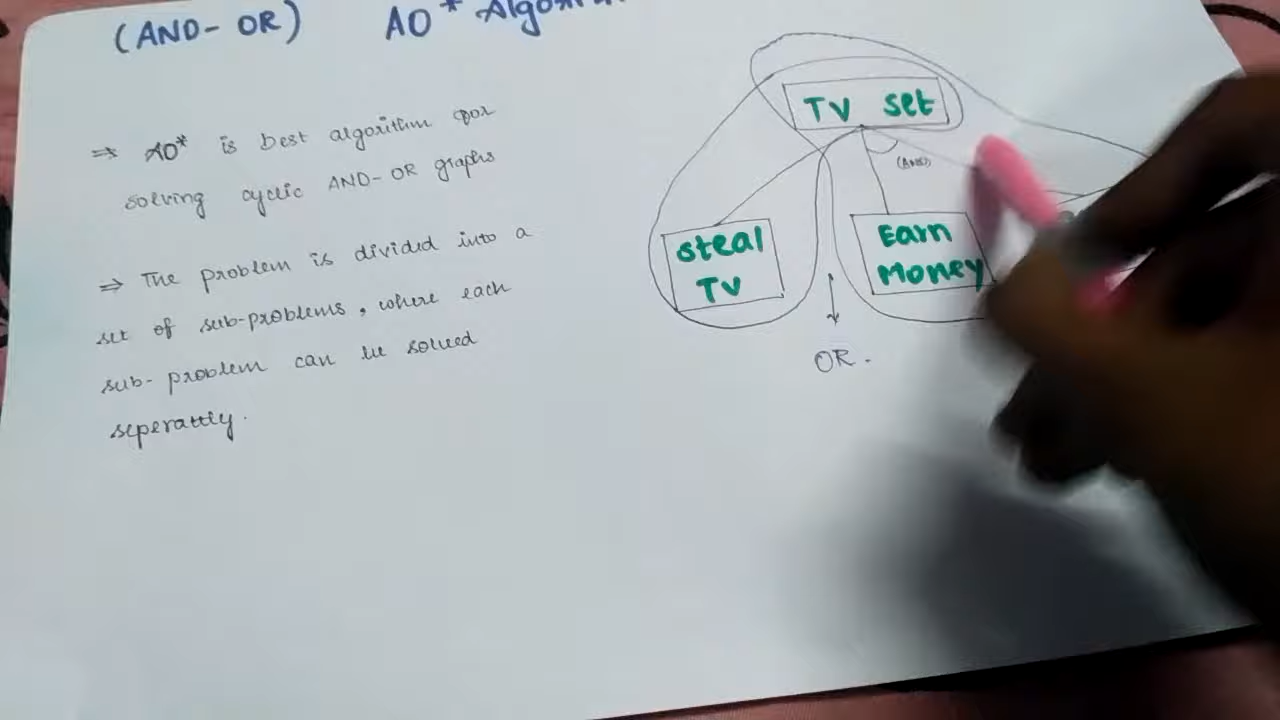 (AND- OR) AO*
⇒ AO* is best algorithm for
solving cyclic AND-OR graphs
⇒ The problem is divided into a
set of sub-problems, where each
sub-problem can be solved
seperattly.
TV set
(AND)
steal
TV
Earn
Money
OR.